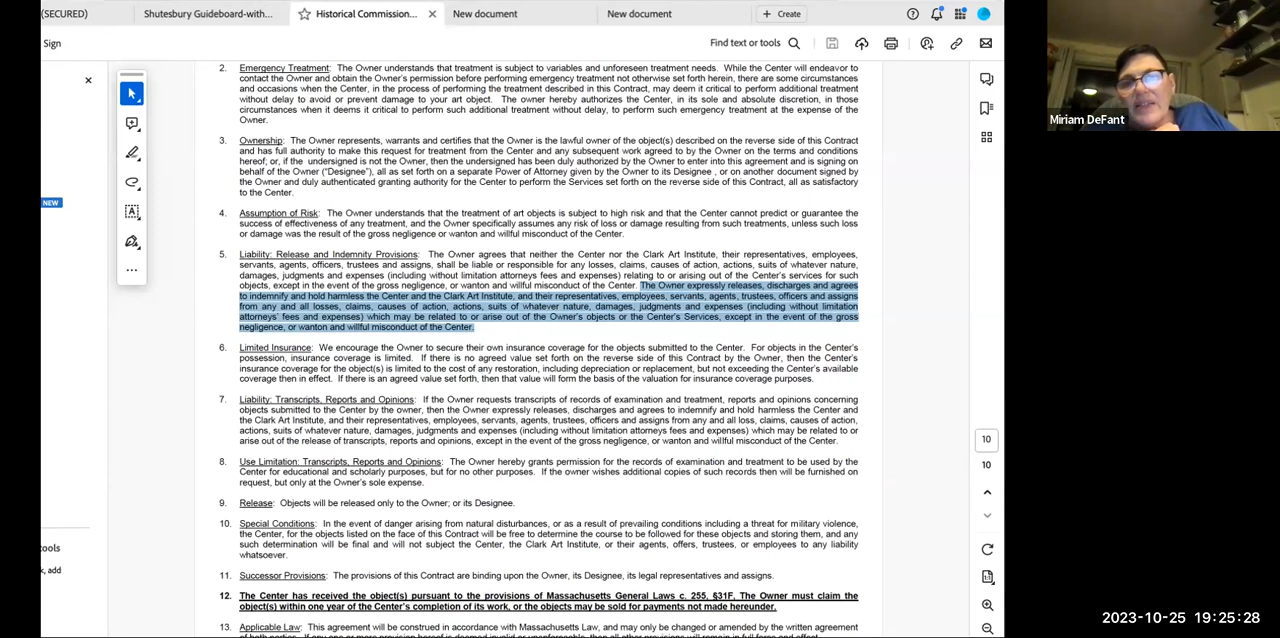 (SECURED)
Shutesbury Guideboard-with...
Historical Commission...
New document
New document
Create
Sign
Find text or tools
NEW
2. Emergency Treatment: The Owner understands that treatment is subject to variables and unforeseen treatment needs. While the Center will endeavor to
contact the Owner and obtain the Owner's permission before performing emergency treatment not otherwise set forth herein, there are some circumstances
and occasions when the Center, in the process of performing the treatment described in this Contract, may deem it critical to perform additional treatment
without delay to avoid or prevent damage to your art object. The owner hereby authorizes the Center, in its sole and absolute discretion, in those
circumstances when it deems it critical to perform such additional treatment without delay, to perform such emergency treatment at the expense of the
Owner.
3. Ownership: The Owner represents, warrants and certifies that the Owner is the lawful owner of the object(s) described on the reverse side of this Contract
and has full authority to make this request for treatment from the Center and any subsequent work agreed to by the Owner on the terms and conditions
hereof; or, if the undersigned is not the Owner, then the undersigned has been duly authorized by the Owner to enter into this agreement and is signing on
behalf of the Owner ("Designee"), all as set forth on a separate Power of Attorney given by the Owner to its Designee , or on another document signed by
the Owner and duly authenticated granting authority for the Center to perform the Services set forth on the reverse side of this Contract, all as satisfactory
to the Center.
4. Assumption of Risk: The Owner understands that the treatment of art objects is subject to high risk and that the Center cannot predict or guarantee the
success of effectiveness of any treatment, and the Owner specifically assumes any risk of loss or damage resulting from such treatments, unless such loss
or damage was the result of the gross negligence or wanton and willful misconduct of the Center.
5. Liability: Release and Indemnity Provisions: The Owner agrees that neither the Center nor the Clark Art Institute, their representatives, employees,
servants, agents, officers, trustees and assigns, shall be liable or responsible for any losses, claims, causes of action, actions, suits of whatever nature,
damages, judgments and expenses (including without limitation attorneys fees and expenses) relating to or arising out of the Center's services for such
objects, except in the event of the gross negligence, or wanton and willful misconduct of the Center. The Owner expressly releases, discharges and agrees
to indemnify and hold harmless the Center and the Clark Art Institute, and their representatives, employees, servants, agents, trustees, officers and assigns
from any and all losses, claims, causes of action, actions, suits of whatever nature, damages, judgments and expenses (including without limitation
attorneys' fees and expenses) which may be related to or arise out of the Owner's objects or the Center's Services, except in the event of the gross
negligence, or wanton and willful misconduct of the Center.
6. Limited Insurance: We encourage the Owner to secure their own insurance coverage for the objects submitted to the Center. For objects in the Center's
possession, insurance coverage is limited. If there is no agreed value set forth on the reverse side of this Contract by the Owner, then the Center's
insurance coverage for the object(s) is limited to the cost of any restoration, including depreciation or replacement, but not exceeding the Center's available
coverage then in effect. If there is an agreed value set forth, then that value will form the basis of the valuation for insurance coverage purposes.
7. Liability: Transcripts, Reports and Opinions: If the Owner requests transcripts of records of examination and treatment, reports and opinions concerning
objects submitted to the Center by the owner, then the Owner expressly releases, discharges and agrees to indemnify and hold harmless the Center and
the Clark Art Institute, and their representatives, employees, servants, agents, trustees, officers and assigns from any and all loss, claims, causes of action,
actions, suits of whatever nature, damages, judgments and expenses (including without limitation attorneys fees and expenses) which may be related to or
arise out of the release of transcripts, reports and opinions, except in the event of the gross negligence, or wanton and willful misconduct of the Center.
8. Use Limitation: Transcripts, Reports and Opinions: The Owner hereby grants permission for the records of examination and treatment to be used by the
Center for educational and scholarly purposes, but for no other purposes. If the owner wishes additional copies of such records then will be furnished on
request, but only at the Owner's sole expense.
9. Release: Objects will be released only to the Owner; or its Designee.
10. Special Conditions: In the event of danger arising from natural disturbances, or as a result of prevailing conditions including a threat for military violence,
the Center, for the objects listed on the face of this Contract will be free to determine the course to be followed for these objects and storing them, and any
such determination will be final and will not subject the Center, the Clark Art Institute, or their agents, offers, trustees, or employees to any liability
whatsoever.
11. Successor Provisions: The provisions of this Contract are binding upon the Owner, its Designee, its legal representatives and assigns.
12. The Center has received the object(s) pursuant to the provisions of Massachusetts General Laws c. 255, §31F. The Owner must claim the
object(s) within one year of the Center's completion of its work, or the objects may be sold for payments not made hereunder.
13. Applicable Law: This agreement will be construed in accordance with Massachusetts Law, and may only be changed or amended by the written agreement
tools
k, add
10
10
Miriam DeFant
2023-10-25 19:25:28